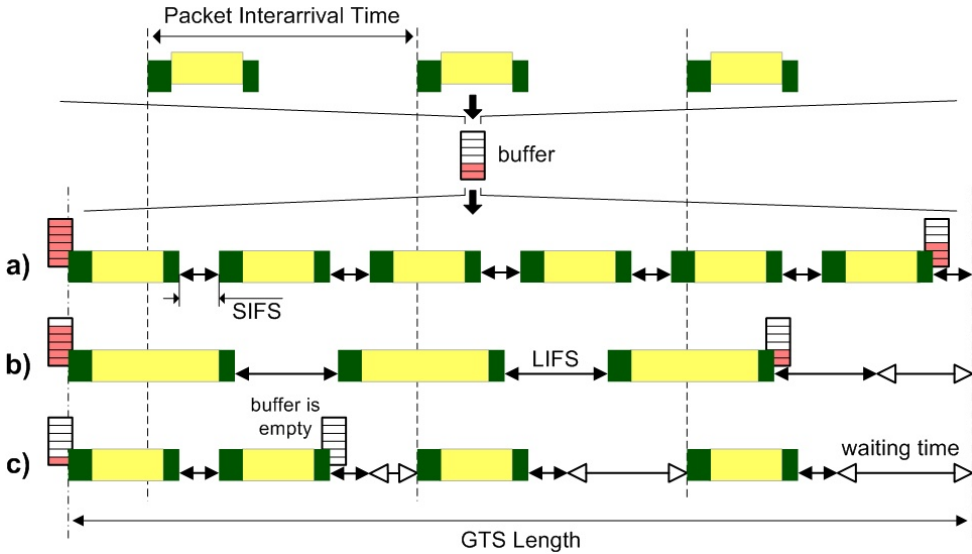 Packet Interarrival Time
buffer
a)
SIFS
b)
LIFS
buffer is
empty
c)
waiting time
GTS Length